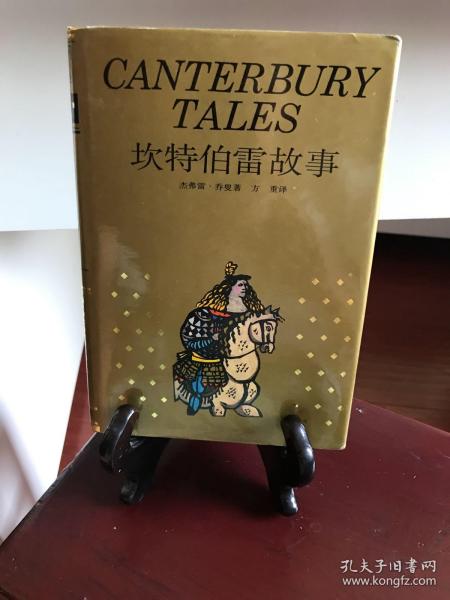 CANTERBURY
TALES
坎特伯雷故事
杰弗雷·乔叟著 方 重译
孔夫子旧书网
www.kongfz.com